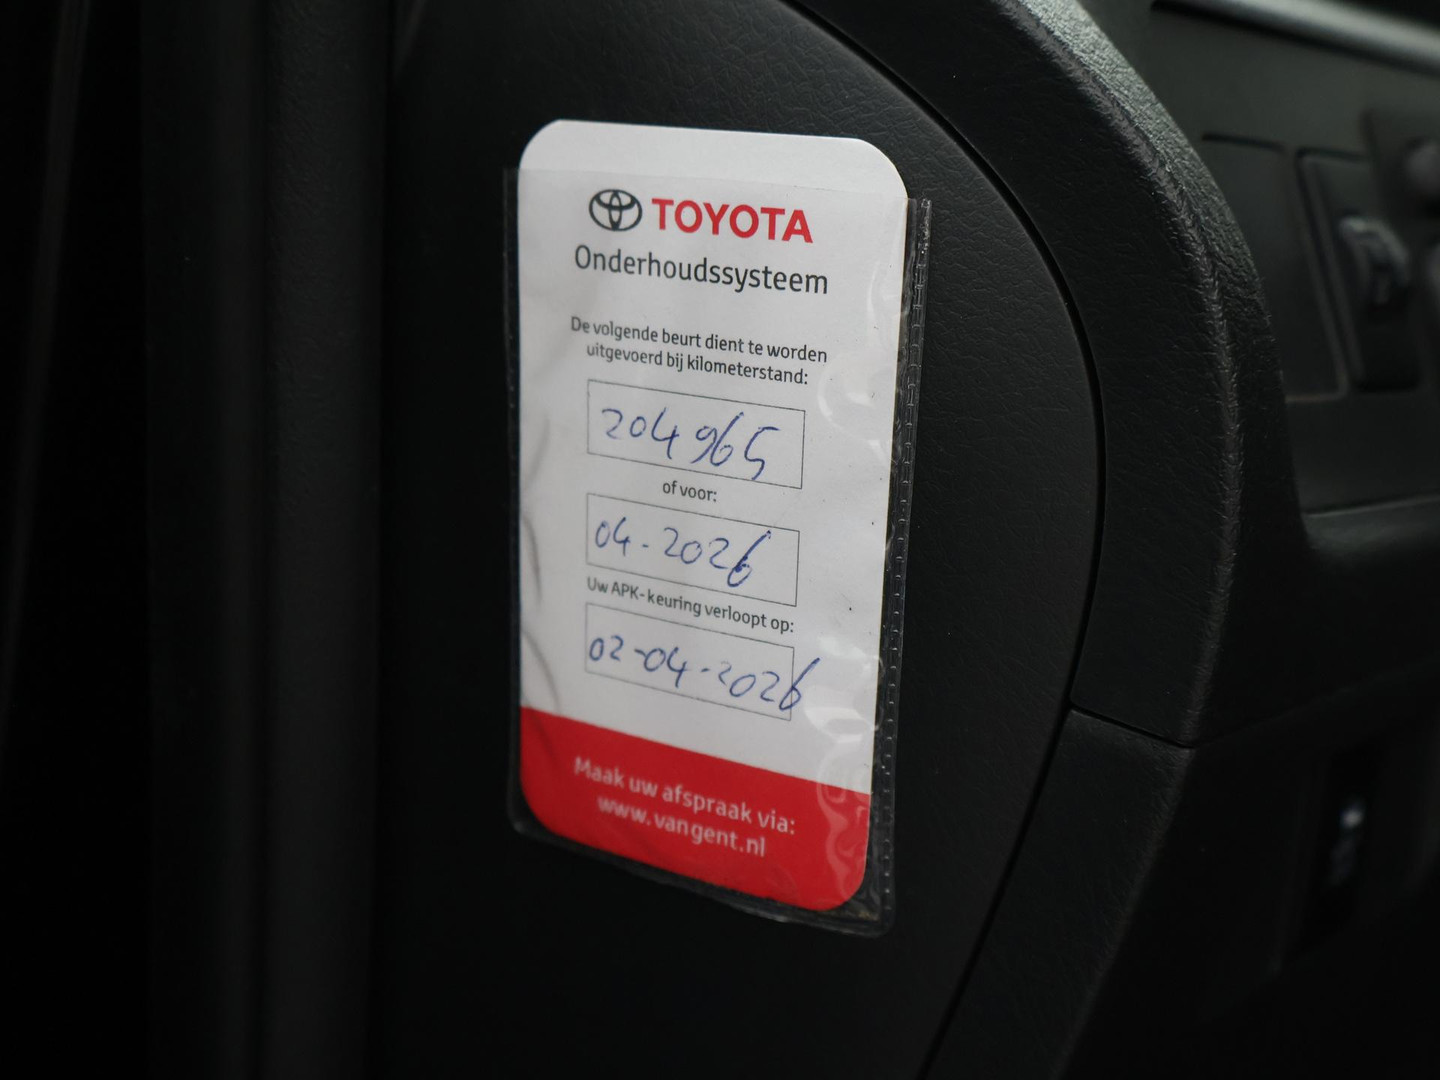 TOYOTA
Onderhoudssysteem
De volgende beurt dient te worden
uitgevoerd bij kilometerstand:
204965
of voor:
04-2026
Uw APK-keuring verloopt op:
02-04-2026
Maak uw afspraak via:
www.vangent.nl